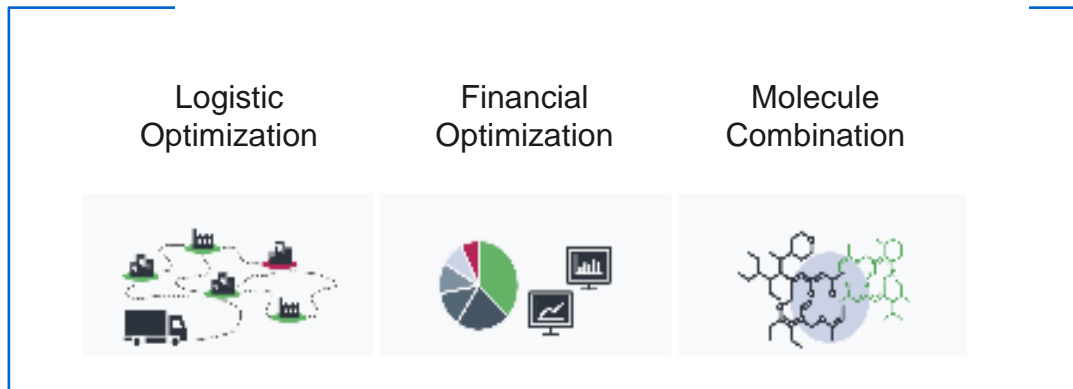 Logistic
Optimization
Financial
Optimization
Molecule
Combination